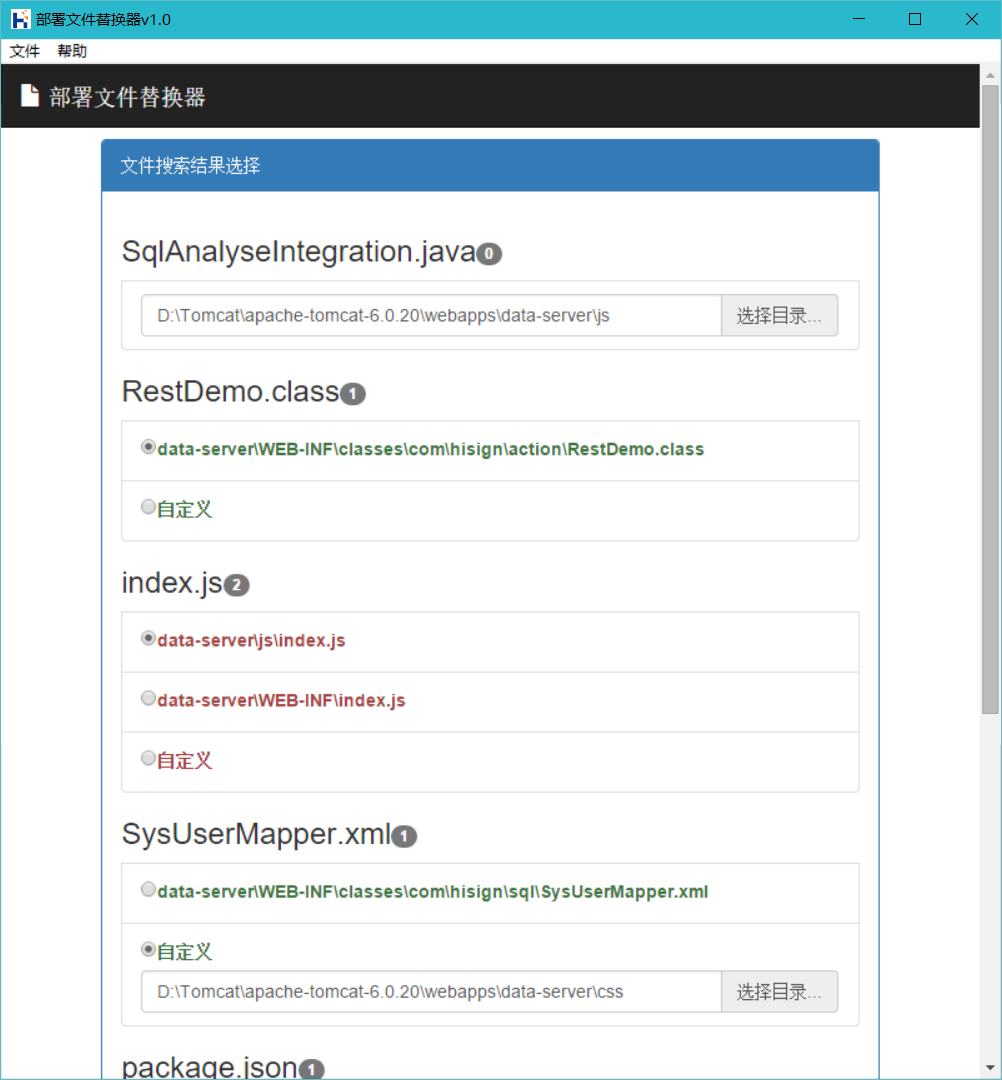 部署文件替换器v1.0
文件 帮助
部署文件替换器
文件搜索结果选择
SqlAnalyseIntegration.java 0
D:\Tomcat\apache-tomcat-6.0.20\webapps\data-server\js 选择目录...
RestDemo.class 1
data-server\WEB-INF\classes\com\hisign\action\RestDemo.class
自定义
index.js 2
data-server\js\index.js
data-server\WEB-INF\index.js
自定义
SysUserMapper.xml 1
data-server\WEB-INF\classes\com\hisign\sql\SysUserMapper.xml
自定义
D:\Tomcat\apache-tomcat-6.0.20\webapps\data-server\css 选择目录...
package.json 1